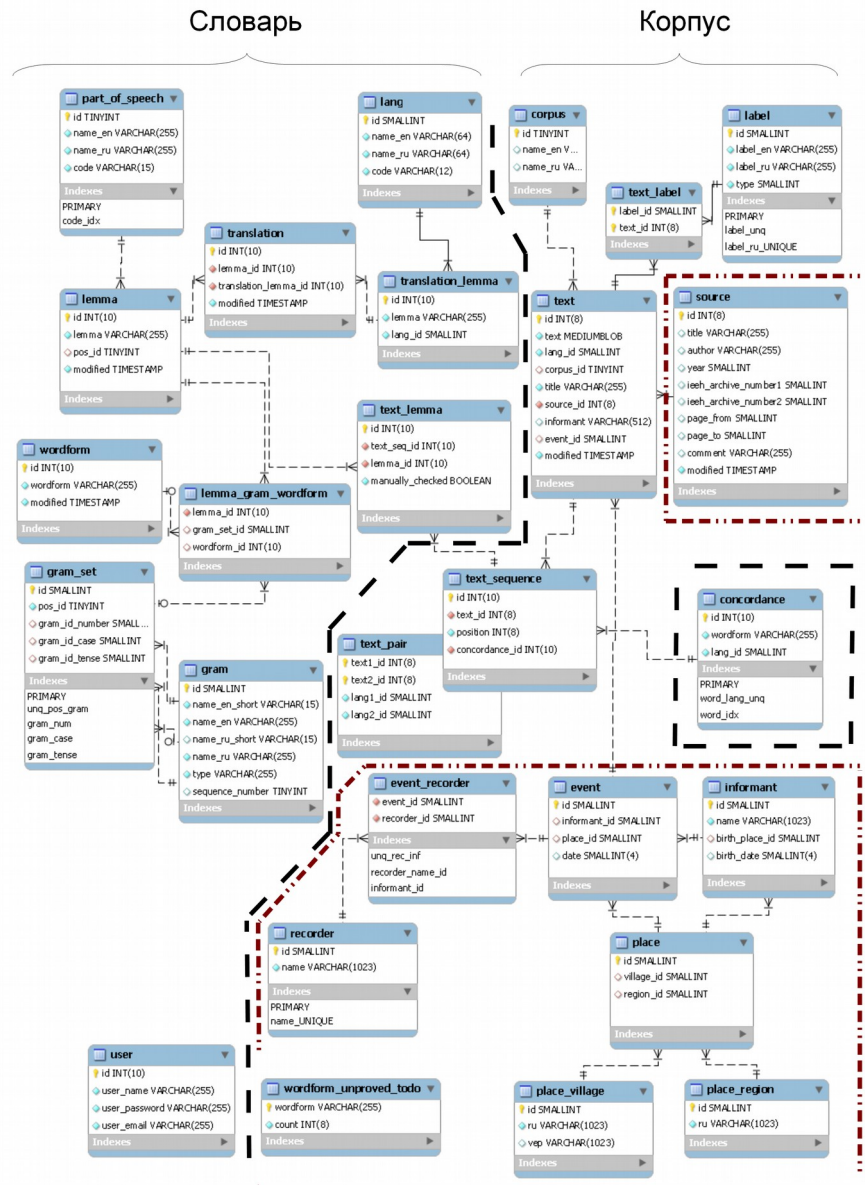 Словарь
Корпус
part_of_speech
id TINYINT
name_en VARCHAR(255)
name_ru VARCHAR(255)
code VARCHAR(15)
Indexes
PRIMARY
code_idx
lang
id SMALLINT
name_en VARCHAR(64)
name_ru VARCHAR(64)
code VARCHAR(12)
Indexes
corpus
id TINYINT
name_en V...
name_ru VA...
Indexes
label
id SMALLINT
label_en VARCHAR(255)
label_ru VARCHAR(255)
type SMALLINT
Indexes
PRIMARY
label_unq
label_ru_UNIQUE
text_label
label_id SMALLINT
text_id INT(8)
Indexes
translation
id INT(10)
lemma_id INT(10)
translation_lemma_id INT(10)
modified TIMESTAMP
Indexes
translation_lemma
id INT(10)
lemma VARCHAR(255)
lang_id SMALLINT
Indexes
lemma
id INT(10)
lemma VARCHAR(255)
pos_id TINYINT
modified TIMESTAMP
Indexes
text
id INT(8)
text MEDIUMBLOB
lang_id SMALLINT
corpus_id TINYINT
title VARCHAR(255)
source_id INT(8)
informant VARCHAR(512)
event_id SMALLINT
modified TIMESTAMP
Indexes
source
id INT(8)
title VARCHAR(255)
author VARCHAR(255)
year SMALLINT
ieeh_archive_number1 SMALLINT
ieeh_archive_number2 SMALLINT
page_from SMALLINT
page_to SMALLINT
comment VARCHAR(255)
modified TIMESTAMP
Indexes
text_lemma
id INT(10)
text_seq_id INT(10)
lemma_id INT(10)
manually_checked BOOLEAN
Indexes
wordform
id INT(10)
wordform VARCHAR(255)
modified TIMESTAMP
Indexes
lemma_gram_wordform
lemma_id INT(10)
gram_set_id SMALLINT
wordform_id INT(10)
Indexes
gram_set
id SMALLINT
pos_id TINYINT
gram_id_number SMALL...
gram_id_case SMALLINT
gram_id_tense SMALLINT
Indexes
PRIMARY
unq_pos_gram
gram_num
gram_case
gram_tense
gram
id SMALLINT
name_en_short VARCHAR(15)
name_en VARCHAR(255)
name_ru_short VARCHAR(15)
name_ru VARCHAR(255)
type VARCHAR(255)
sequence_number TINYINT
Indexes
text_sequence
id INT(10)
text_id INT(8)
position INT(8)
concordance_id INT(10)
Indexes
text_pair
text1_id INT(8)
text2_id INT(8)
lang1_id SMALLINT
lang2_id SMALLINT
Indexes
concordance
id INT(10)
wordform VARCHAR(255)
lang_id SMALLINT
Indexes
PRIMARY
word_lang_unq
word_idx
event_recorder
event_id SMALLINT
recorder_id SMALLINT
Indexes
unq_rec_inf
recorder_name_id
informant_id
event
id SMALLINT
informant_id SMALLINT
place_id SMALLINT
date SMALLINT(4)
Indexes
informant
id SMALLINT
name VARCHAR(1023)
birth_place_id SMALLINT
birth_date SMALLINT(4)
Indexes
recorder
id SMALLINT
name VARCHAR(1023)
Indexes
PRIMARY
name_UNIQUE
place
id SMALLINT
village_id SMALLINT
region_id SMALLINT
Indexes
user
id INT(10)
user_name VARCHAR(255)
user_password VARCHAR(255)
user_email VARCHAR(255)
Indexes
wordform_unproved_todo
wordform VARCHAR(255)
count INT(8)
Indexes
place_village
id SMALLINT
ru VARCHAR(1023)
vep VARCHAR(1023)
Indexes
place_region
id SMALLINT
ru VARCHAR(1023)
Indexes